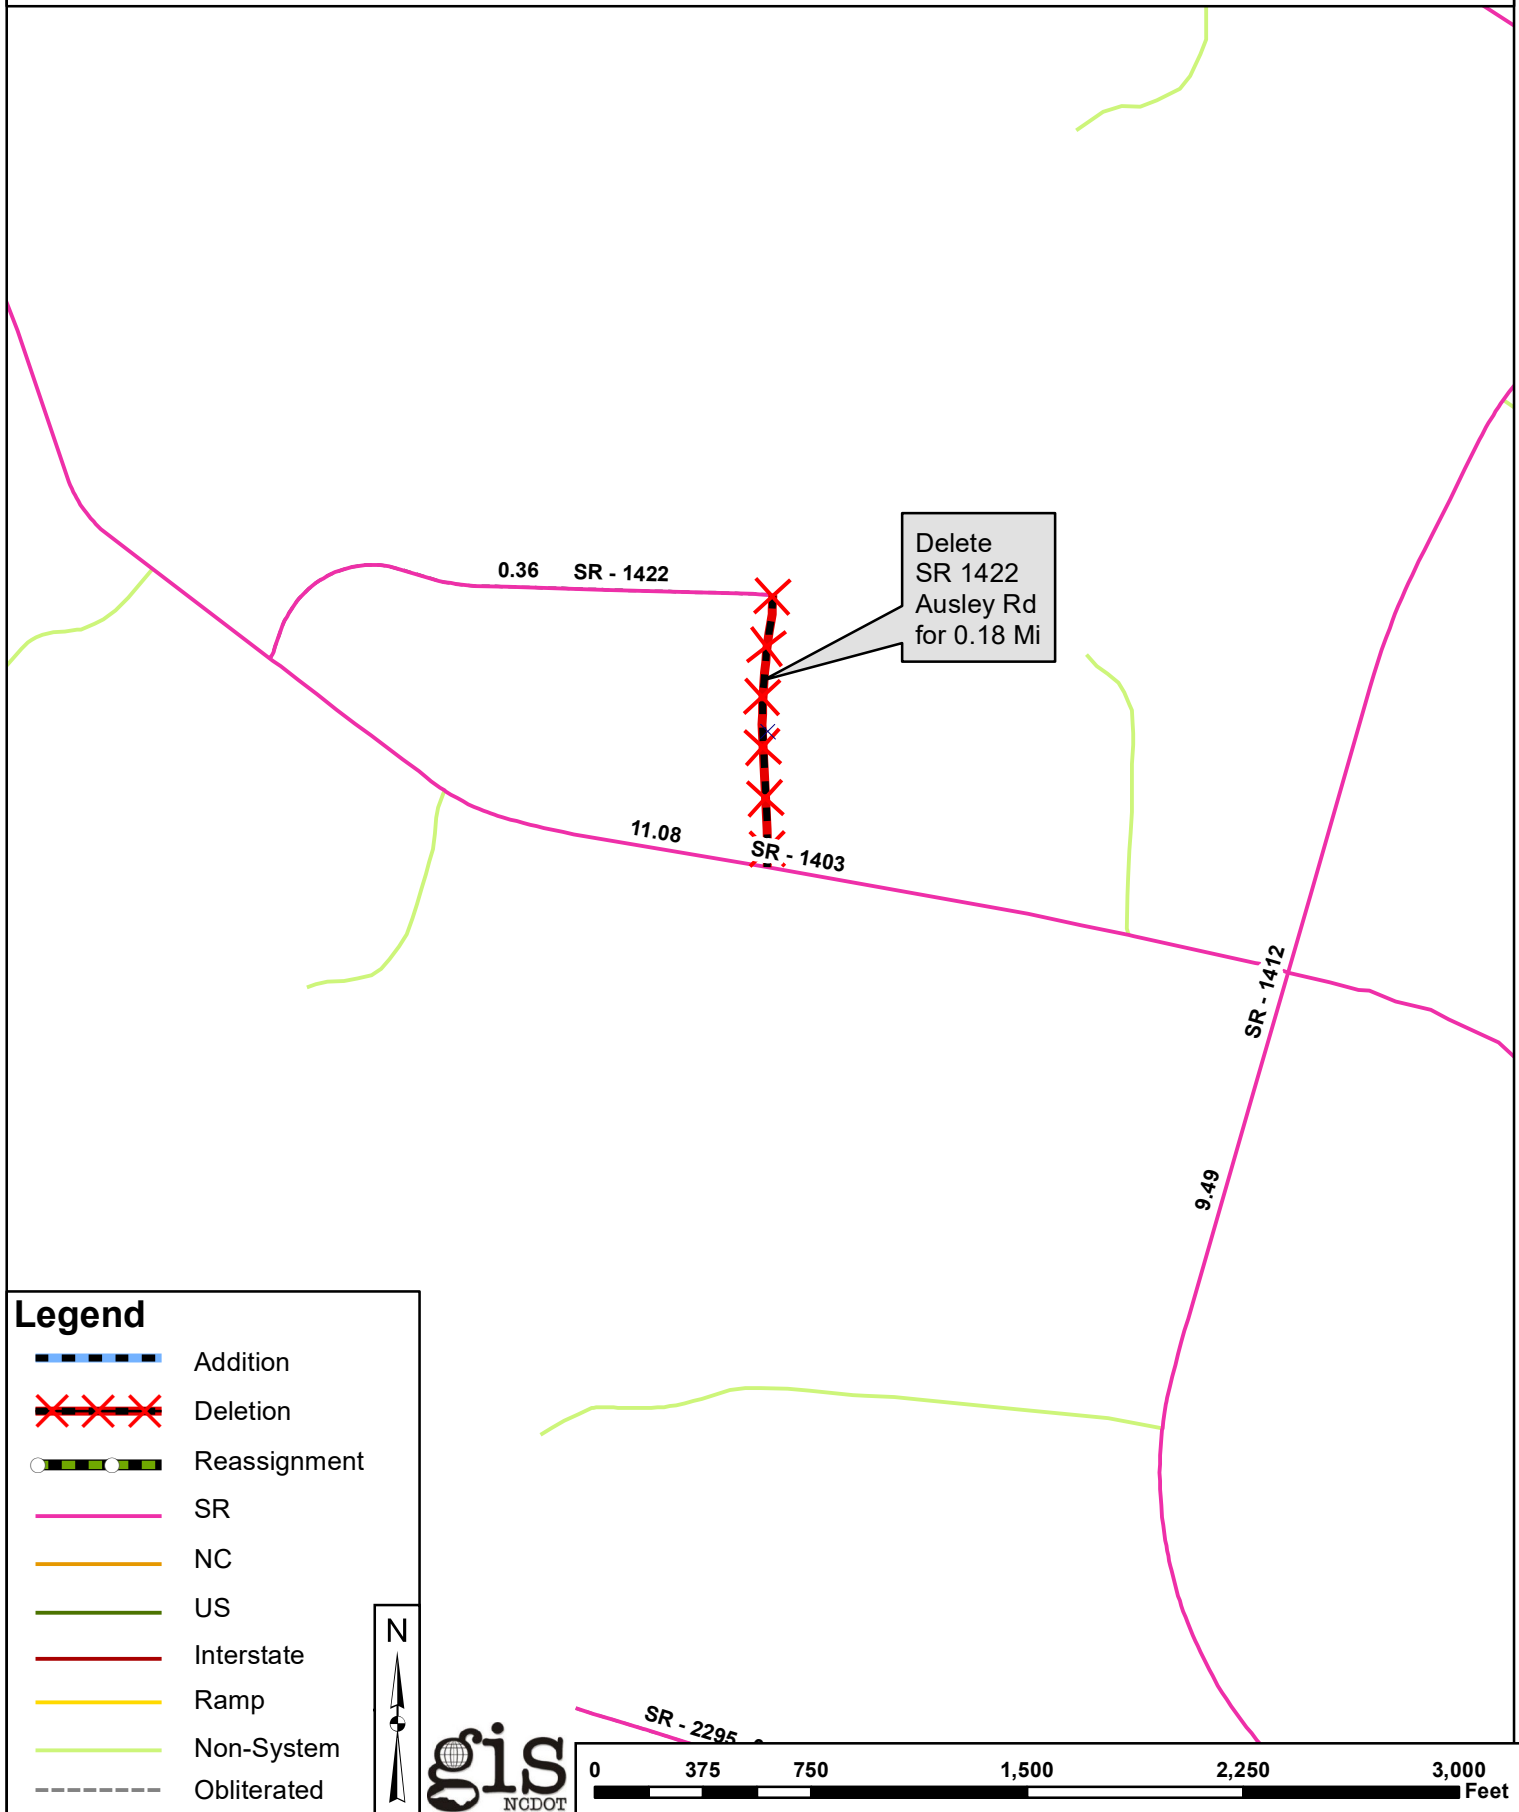 0.36 SR - 1422
Delete
SR 1422
Ausley Rd
for 0.18 Mi
11.08
SR - 1403
SR - 1412
9.49
Legend
Addition
Deletion
Reassignment
SR
NC
US
Interstate
Ramp
Non-System
Obliterated
N
gis
NCDOT
SR - 2295
0 375 750 1,500 2,250 3,000
Feet